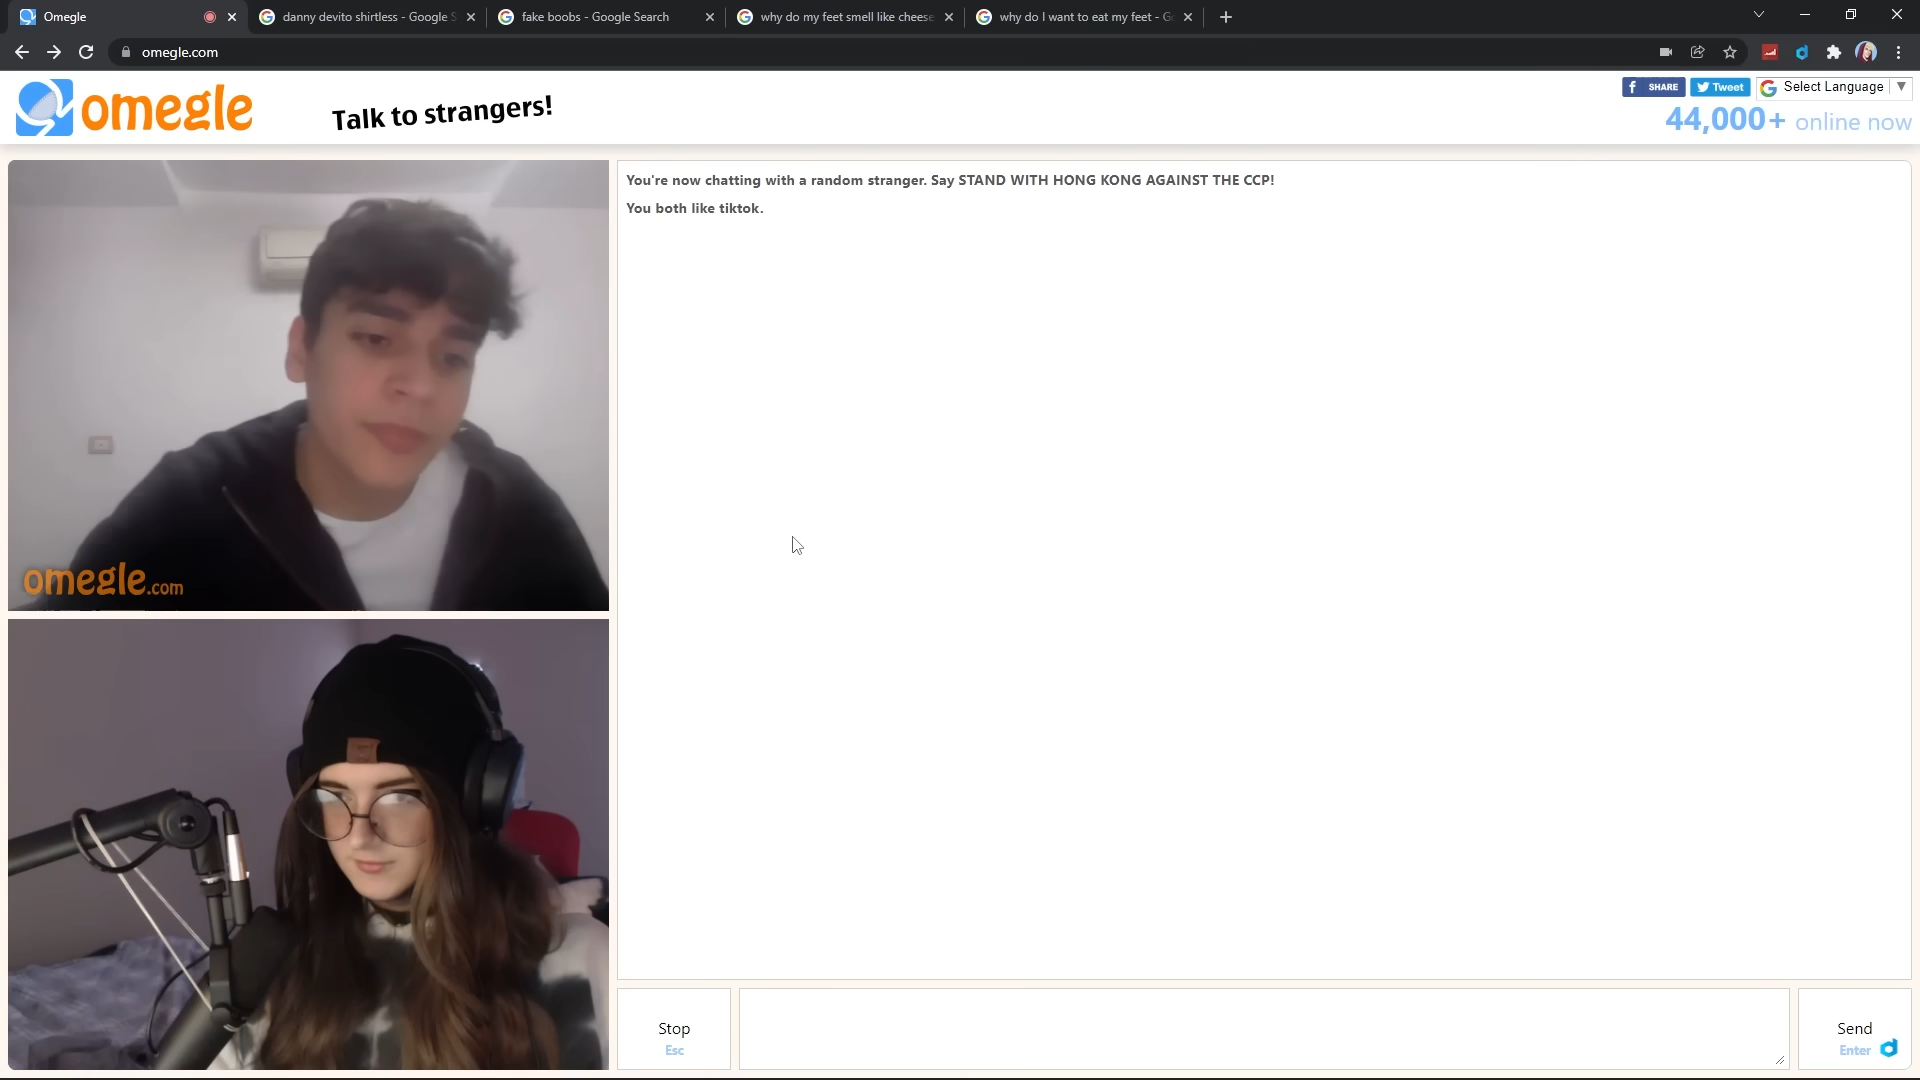 Omegle
danny devito shirtless - Google S
fake boobs - Google Search
why do my feet smell like cheese
why do I want to eat my feet - Go
omegle.com
omegle
Talk to strangers!
SHARE
Tweet
Select Language
44,000+ online now
You're now chatting with a random stranger. Say STAND WITH HONG KONG AGAINST THE CCP!
You both like tiktok.
omegle.com
Stop
Esc
Send
Enter